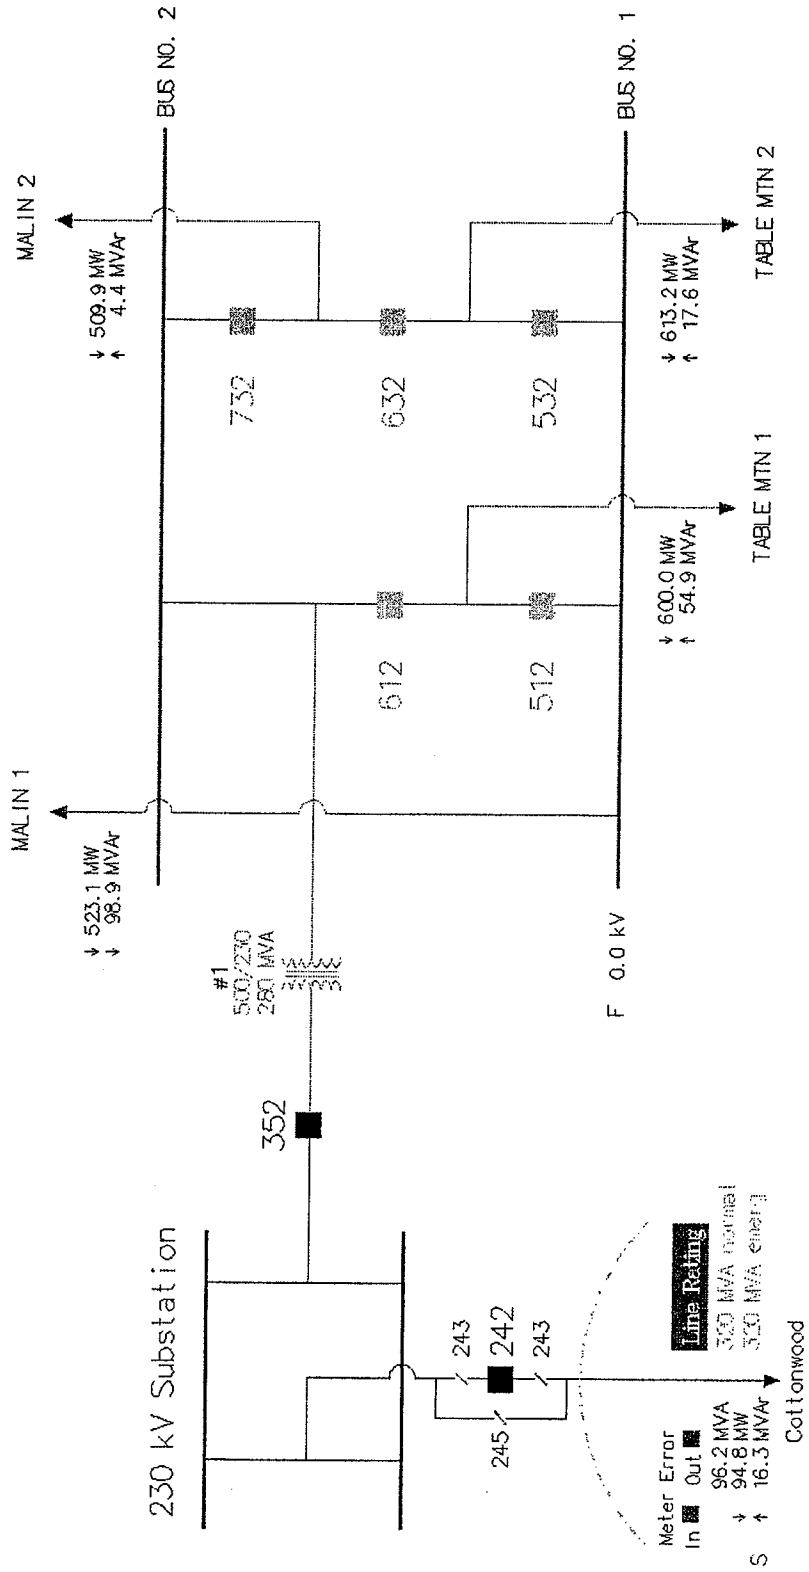 MALIN 1
MALIN 2
↓ 523.1 MW
↓ 98.9 MVAr
↓ 509.9 MW
↑ 4.4 MVAr
BUS NO. 2
230 kV Substation
#1
500/230
280 MVA
352
732
612
632
512
532
243
242
243
245
F 0.0 kV
BUS NO. 1
↓ 600.0 MW
↑ 54.9 MVAr
↓ 613.2 MW
↑ 17.6 MVAr
TABLE MTN 1
TABLE MTN 2
Meter Error
In Out
Line Rating
320 MVA normal
320 MVA emerg
96.2 MVA
↓ 94.8 MW
S ↑ 16.3 MVAr
Cottonwood